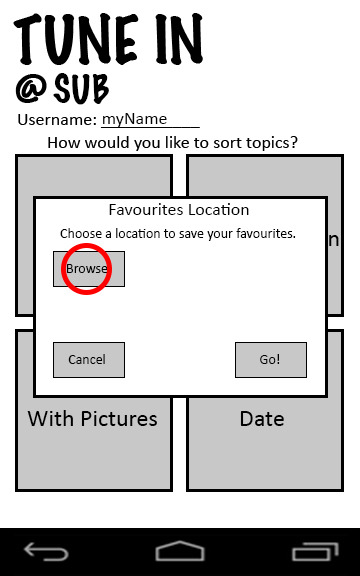 TUNE IN
@ SUB
Username: myName
How would you like to sort topics?
Favourites Location
Choose a location to save your favourites.
Browse
Cancel
Go!
With Pictures
Date